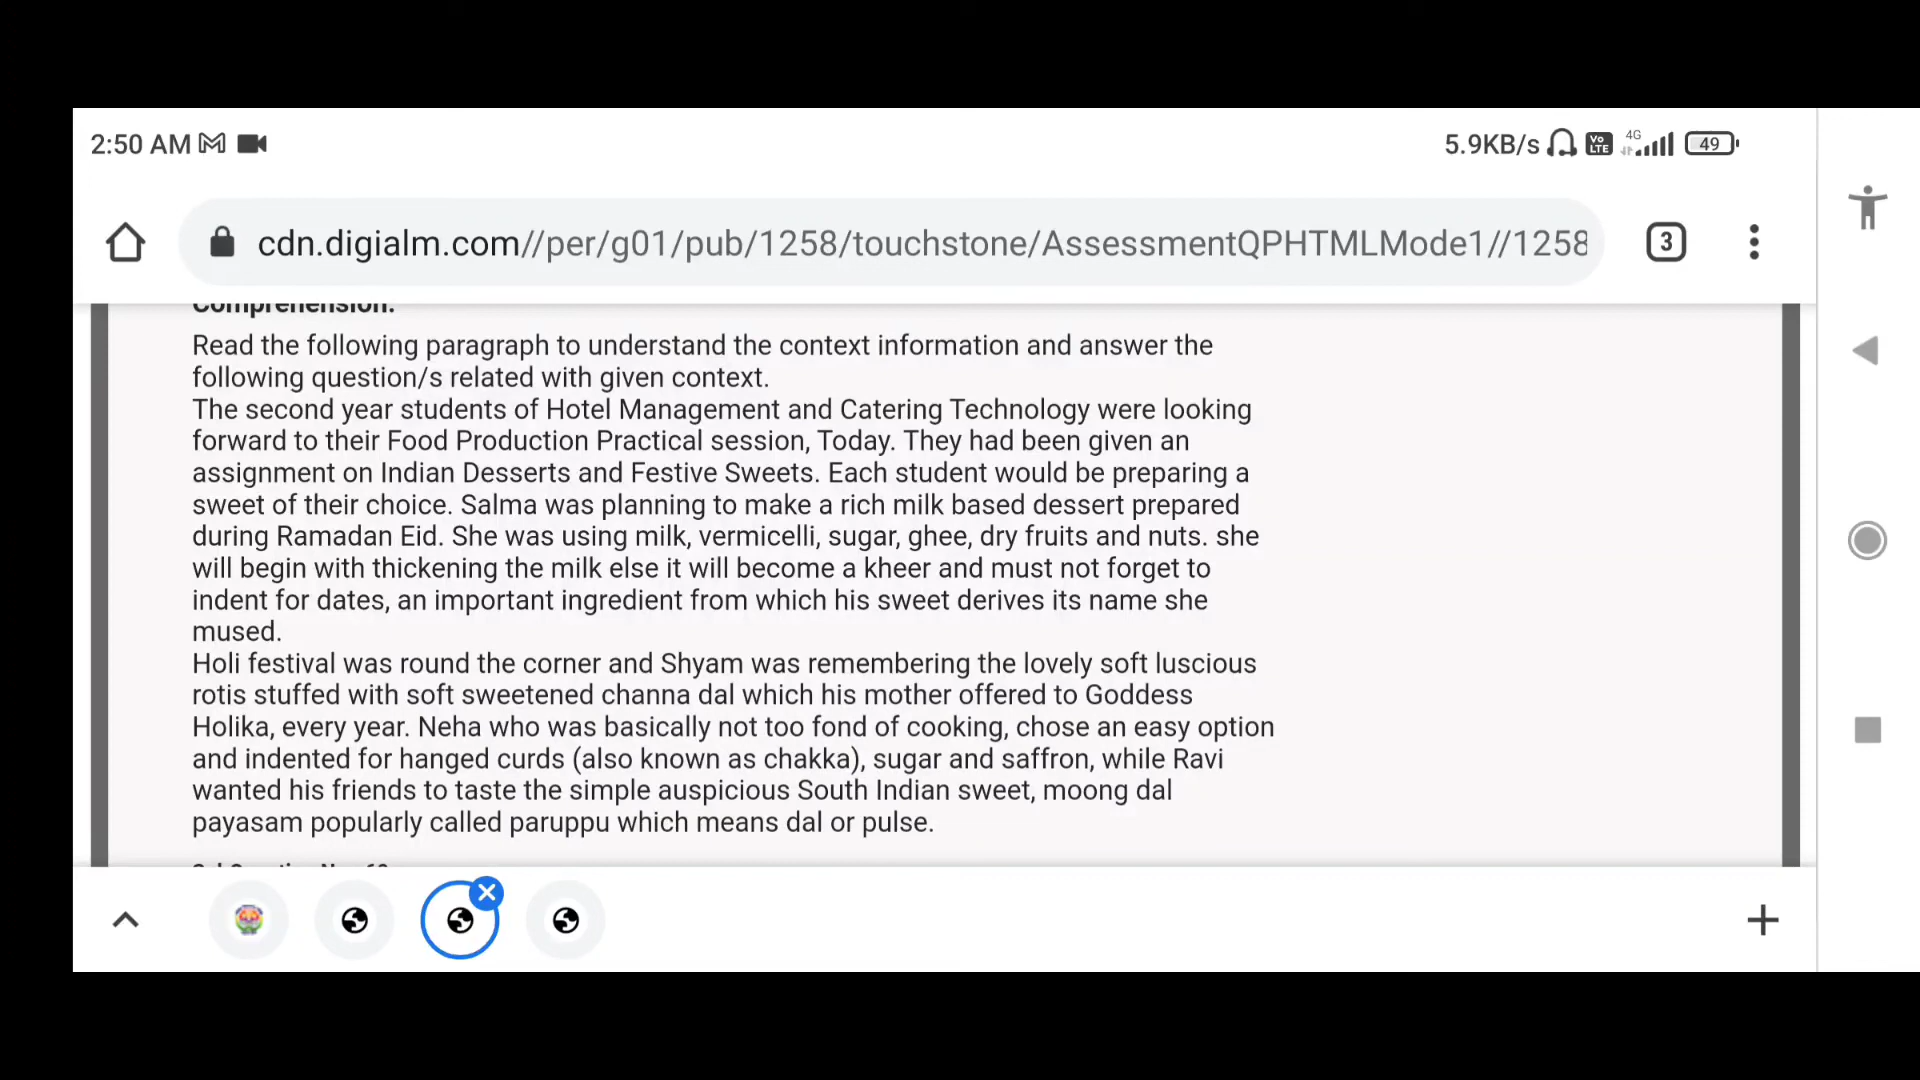 2:50 AM
5.9KB/s
Vo
LTE
4G
49
cdn.digialm.com//per/g01/pub/1258/touchstone/AssessmentQPHTMLMode1//1258
3
Comprehension:
Read the following paragraph to understand the context information and answer the
following question/s related with given context.
The second year students of Hotel Management and Catering Technology were looking
forward to their Food Production Practical session, Today. They had been given an
assignment on Indian Desserts and Festive Sweets. Each student would be preparing a
sweet of their choice. Salma was planning to make a rich milk based dessert prepared
during Ramadan Eid. She was using milk, vermicelli, sugar, ghee, dry fruits and nuts. she
will begin with thickening the milk else it will become a kheer and must not forget to
indent for dates, an important ingredient from which his sweet derives its name she
mused.
Holi festival was round the corner and Shyam was remembering the lovely soft luscious
rotis stuffed with soft sweetened channa dal which his mother offered to Goddess
Holika, every year. Neha who was basically not too fond of cooking, chose an easy option
and indented for hanged curds (also known as chakka), sugar and saffron, while Ravi
wanted his friends to taste the simple auspicious South Indian sweet, moong dal
payasam popularly called paruppu which means dal or pulse.